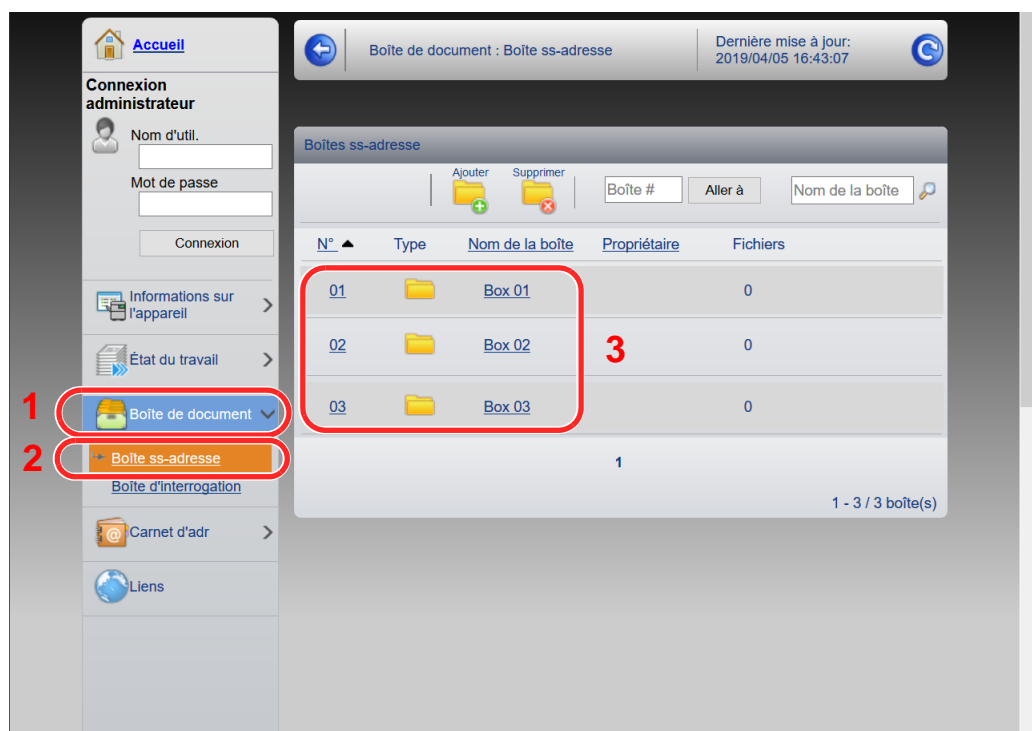 Accueil
Connexion
administrateur
Nom d'util.
Mot de passe
Connexion
Informations sur
l'appareil
État du travail
1
Boîte de document
2
Boîte ss-adresse
Boîte d'interrogation
Carnet d'adr
Liens
Boîte de document : Boîte ss-adresse
Dernière mise à jour:
2019/04/05 16:43:07
Boîtes ss-adresse
Ajouter Supprimer
Boîte # Aller à Nom de la boîte
N° Type Nom de la boîte Propriétaire Fichiers
01 Box 01 0
02 Box 02 0
3
03 Box 03 0
1
1 - 3 / 3 boîte(s)